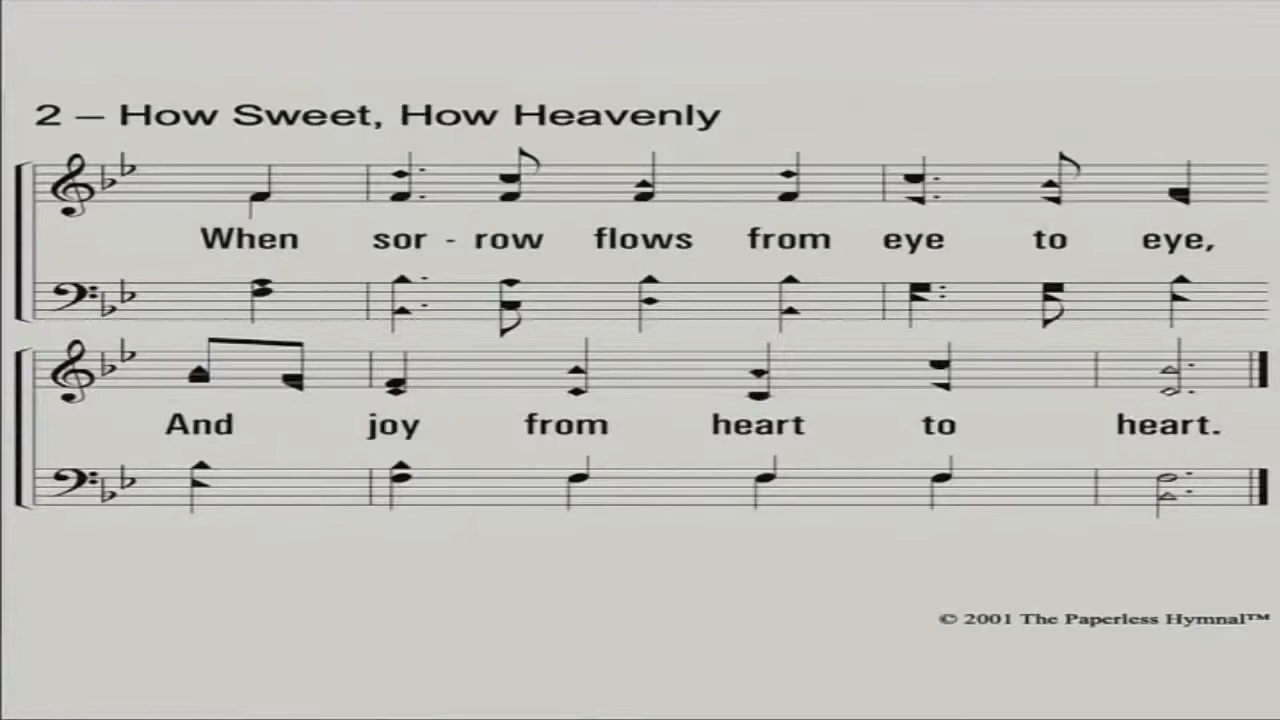 2 – How Sweet, How Heavenly
When sor - row flows from eye to eye,
And joy from heart to heart.
© 2001 The Paperless Hymnal™